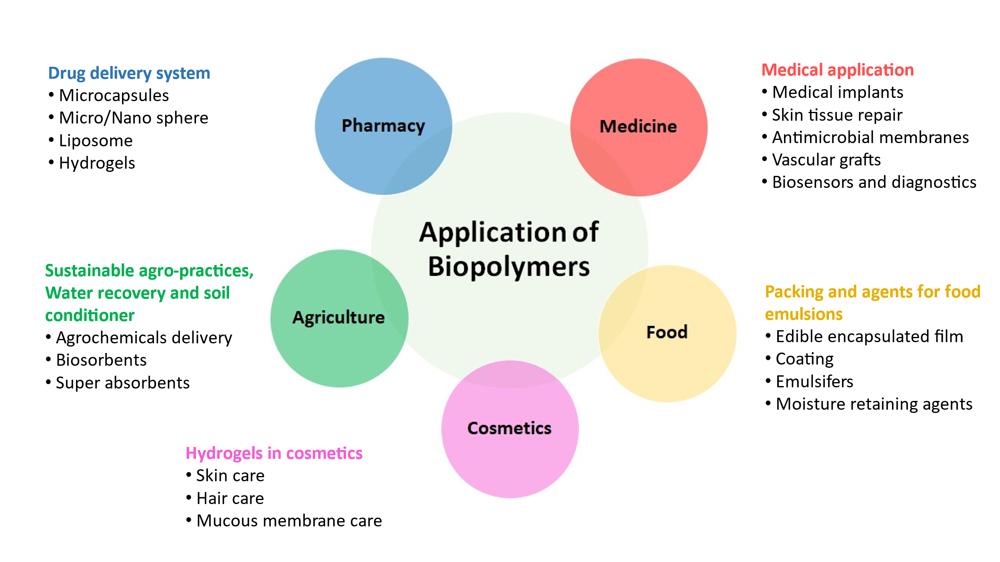 Drug delivery system
• Microcapsules
• Micro/Nano sphere
• Liposome
• Hydrogels
Pharmacy
Medicine
Medical application
• Medical implants
• Skin tissue repair
• Antimicrobial membranes
• Vascular grafts
• Biosensors and diagnostics
Application of
Biopolymers
Sustainable agro-practices,
Water recovery and soil
conditioner
• Agrochemicals delivery
• Biosorbents
• Super absorbents
Agriculture
Food
Packing and agents for food
emulsions
• Edible encapsulated film
• Coating
• Emulsifers
• Moisture retaining agents
Cosmetics
Hydrogels in cosmetics
• Skin care
• Hair care
• Mucous membrane care